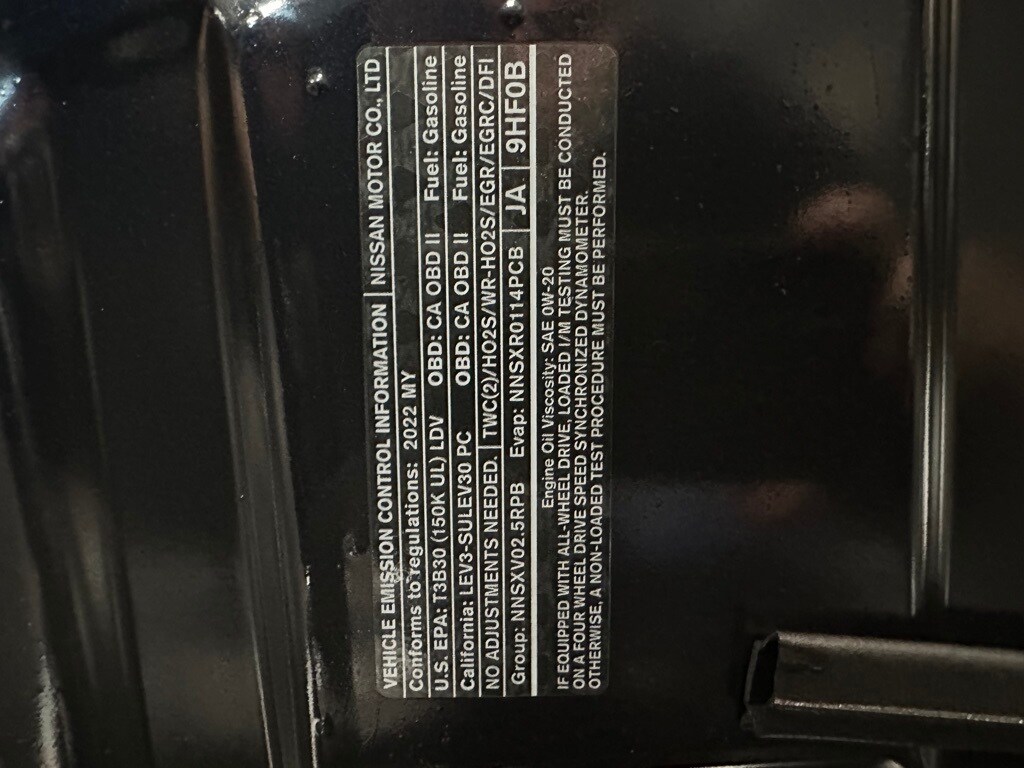 VEHICLE EMISSION CONTROL INFORMATION NISSAN MOTOR CO., LTD
Conforms to regulations: 2022 MY
U.S. EPA: T3B30 (150K UL) LDV OBD: CA OBD II Fuel: Gasoline
California: LEV3-SULEV30 PC OBD: CA OBD II Fuel: Gasoline
NO ADJUSTMENTS NEEDED. TWC(2)/HO2S/WR-HO2S/EGR/EGRC/DFI
Group: NNSXV02.5RPB Evap: NNSXR0114PCB JA 9HF0B
Engine Oil Viscosity: SAE 0W-20
IF EQUIPPED WITH ALL-WHEEL DRIVE, LOADED I/M TESTING MUST BE CONDUCTED
ON A FOUR WHEEL DRIVE SPEED SYNCHRONIZED DYNAMOMETER.
OTHERWISE, A NON-LOADED TEST PROCEDURE MUST BE PERFORMED.